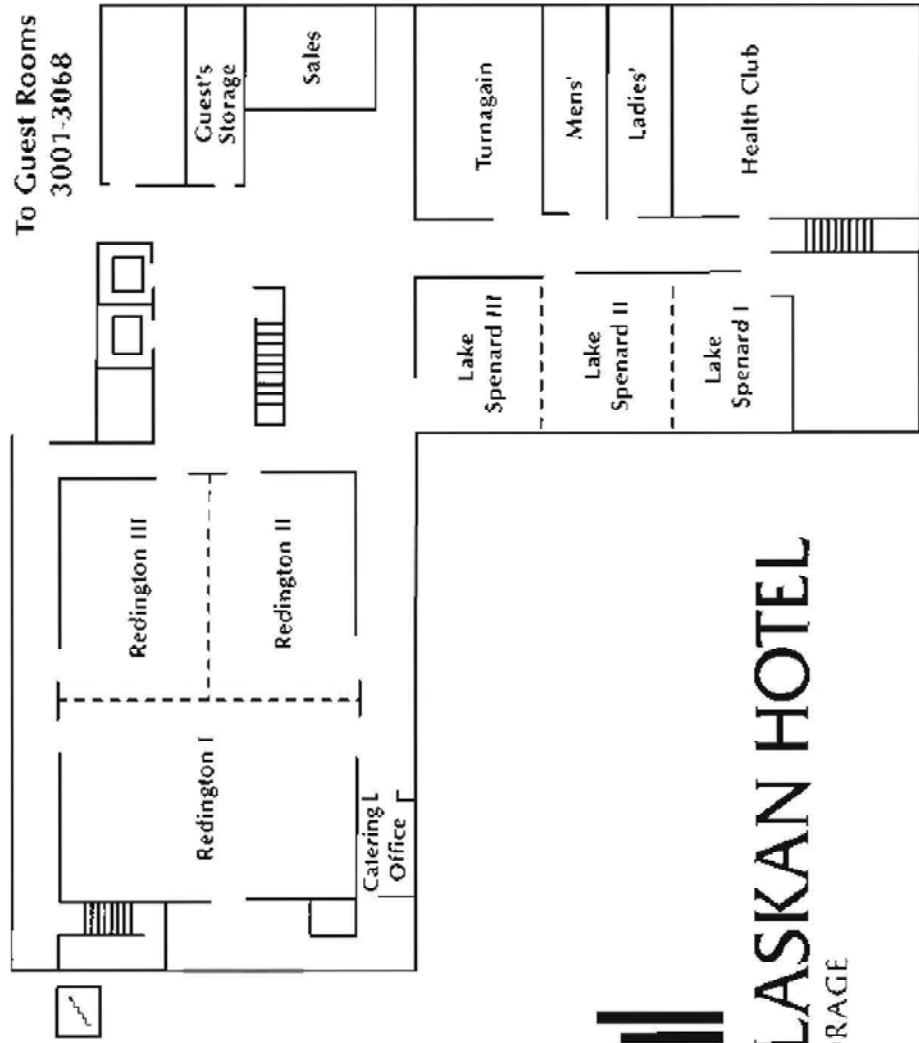 To Guest Rooms
3001-3068
Guest's
Storage
Sales
Turnagain
Mens'
Ladies'
Health Club
Lake
Spenard III
Lake
Spenard II
Lake
Spenard I
Redington III
Redington II
Redington I
Catering
Office
LASKAN HOTEL
RAGE